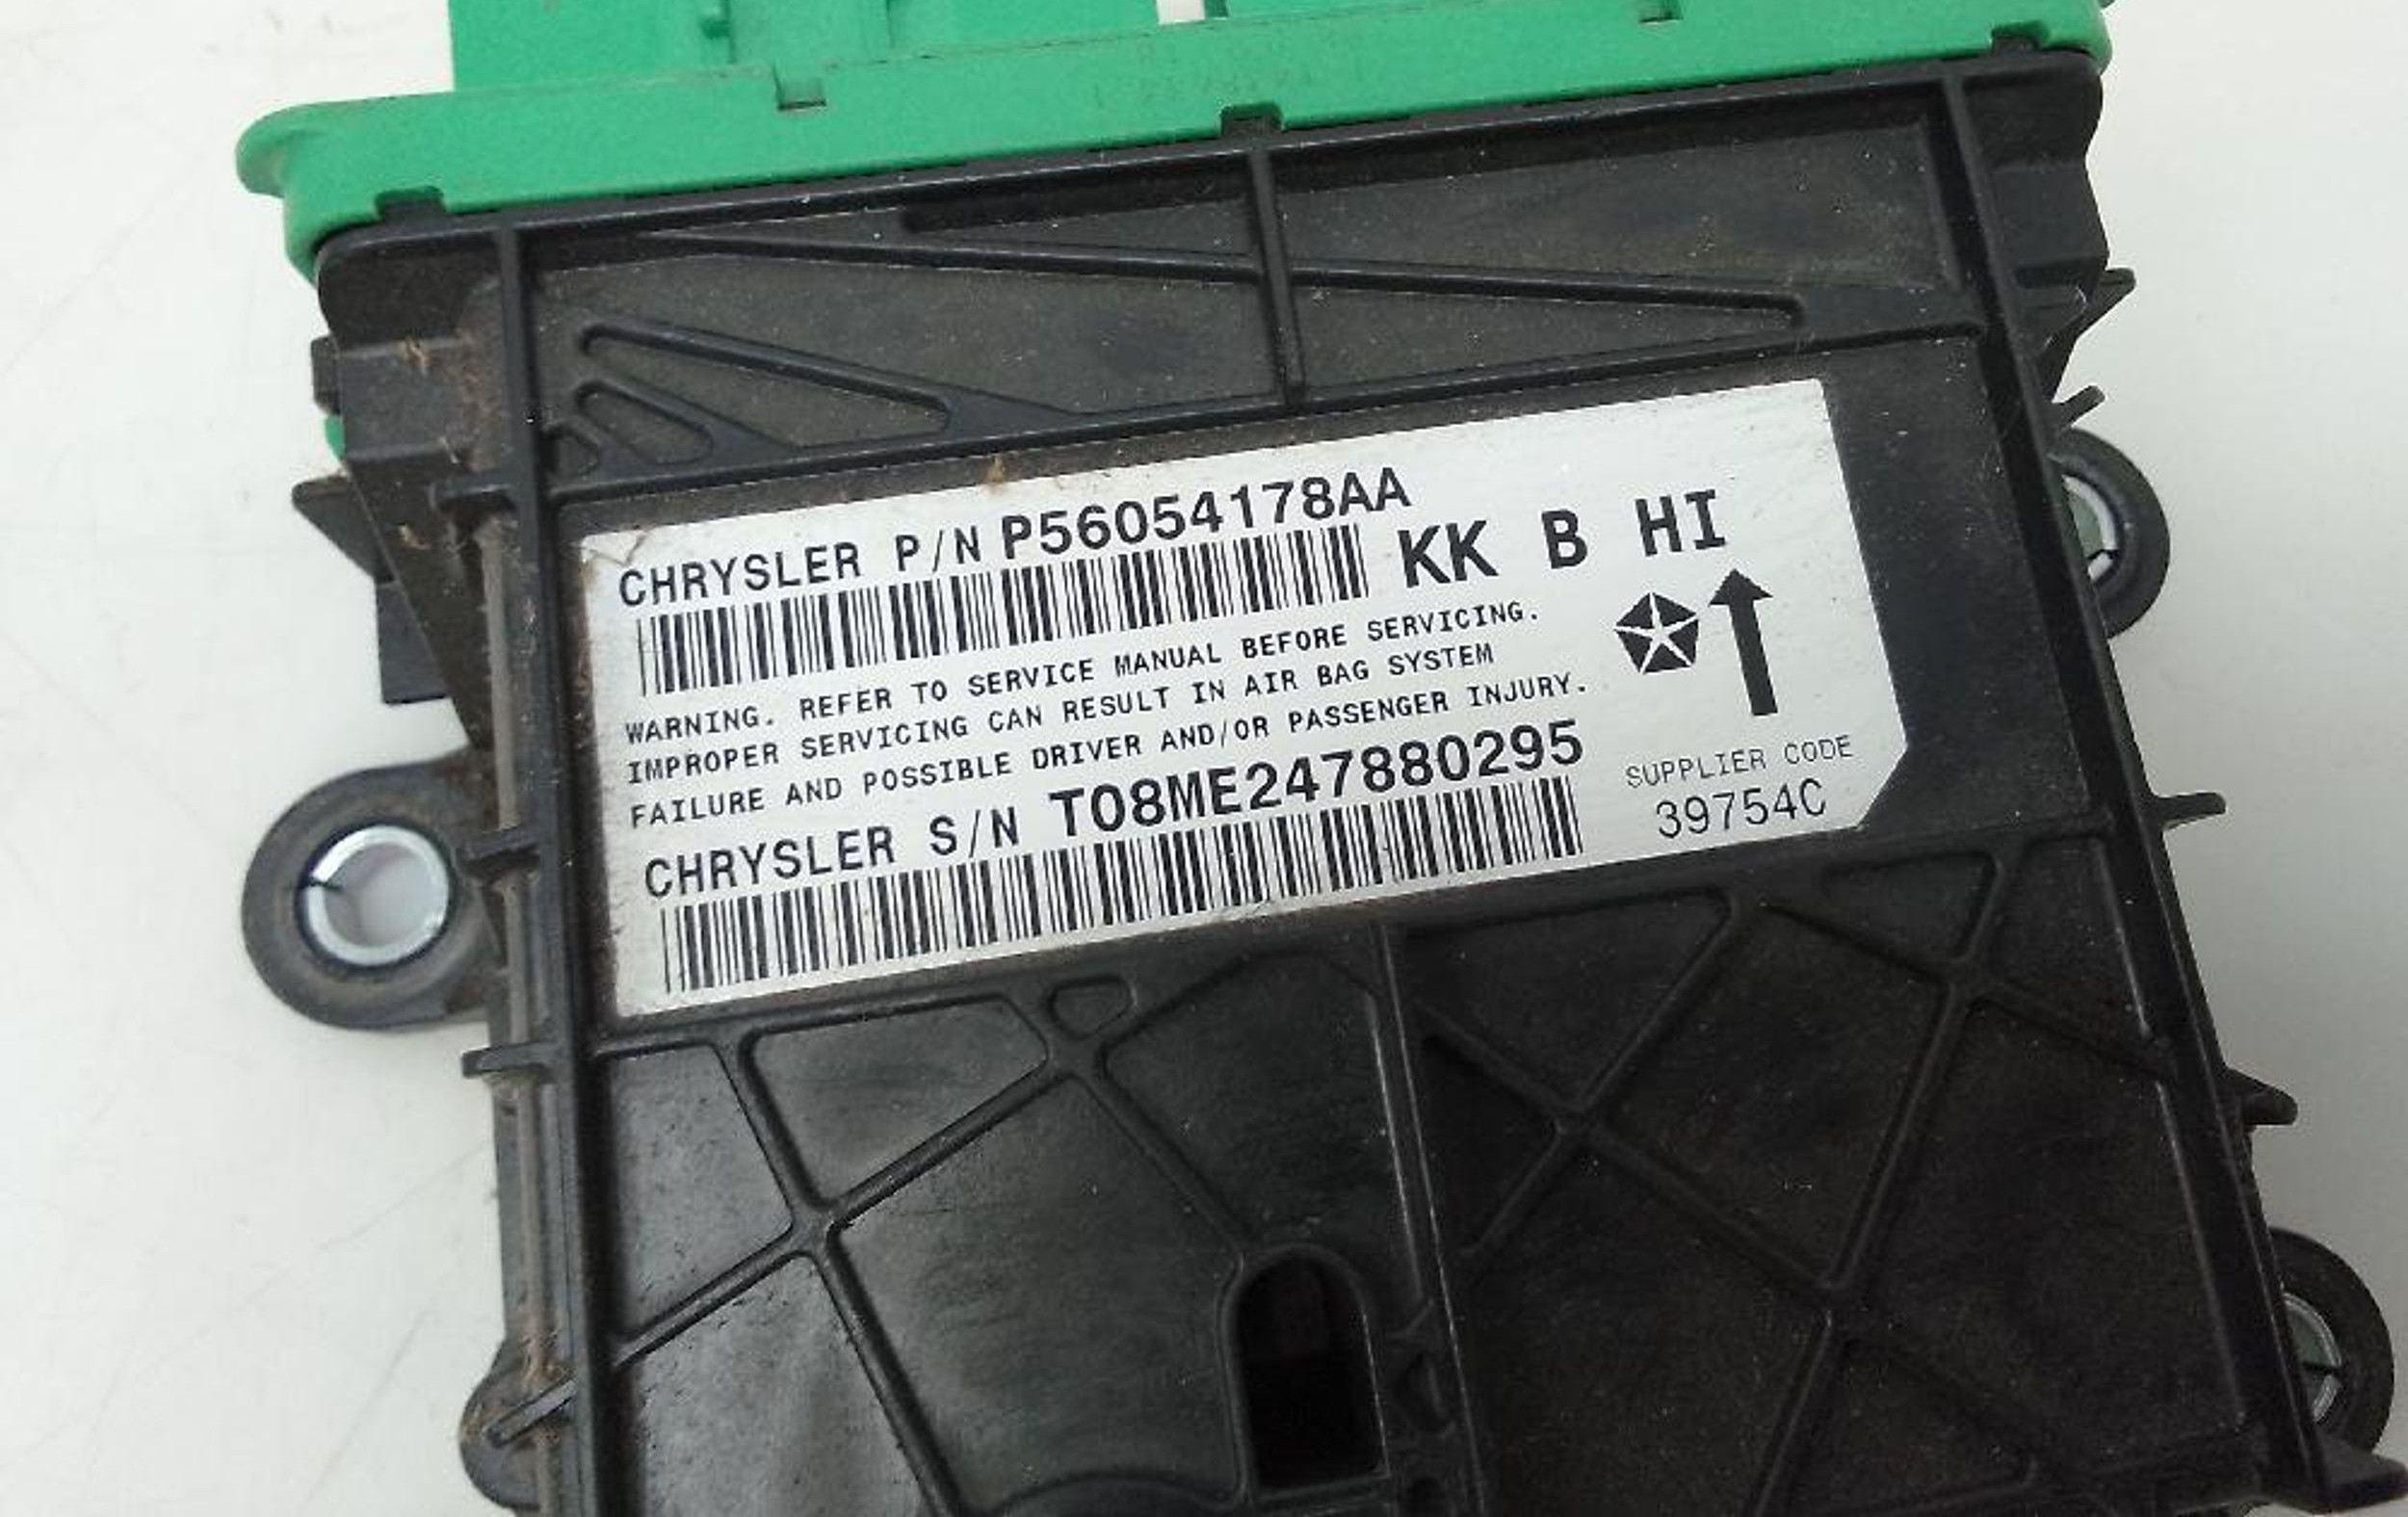 CHRYSLER P/N P56054178AA
KK B HI
WARNING. REFER TO SERVICE MANUAL BEFORE SERVICING.
IMPROPER SERVICING CAN RESULT IN AIR BAG SYSTEM
FAILURE AND POSSIBLE DRIVER AND/OR PASSENGER INJURY.
CHRYSLER S/N T08ME247880295
SUPPLIER CODE
39754C